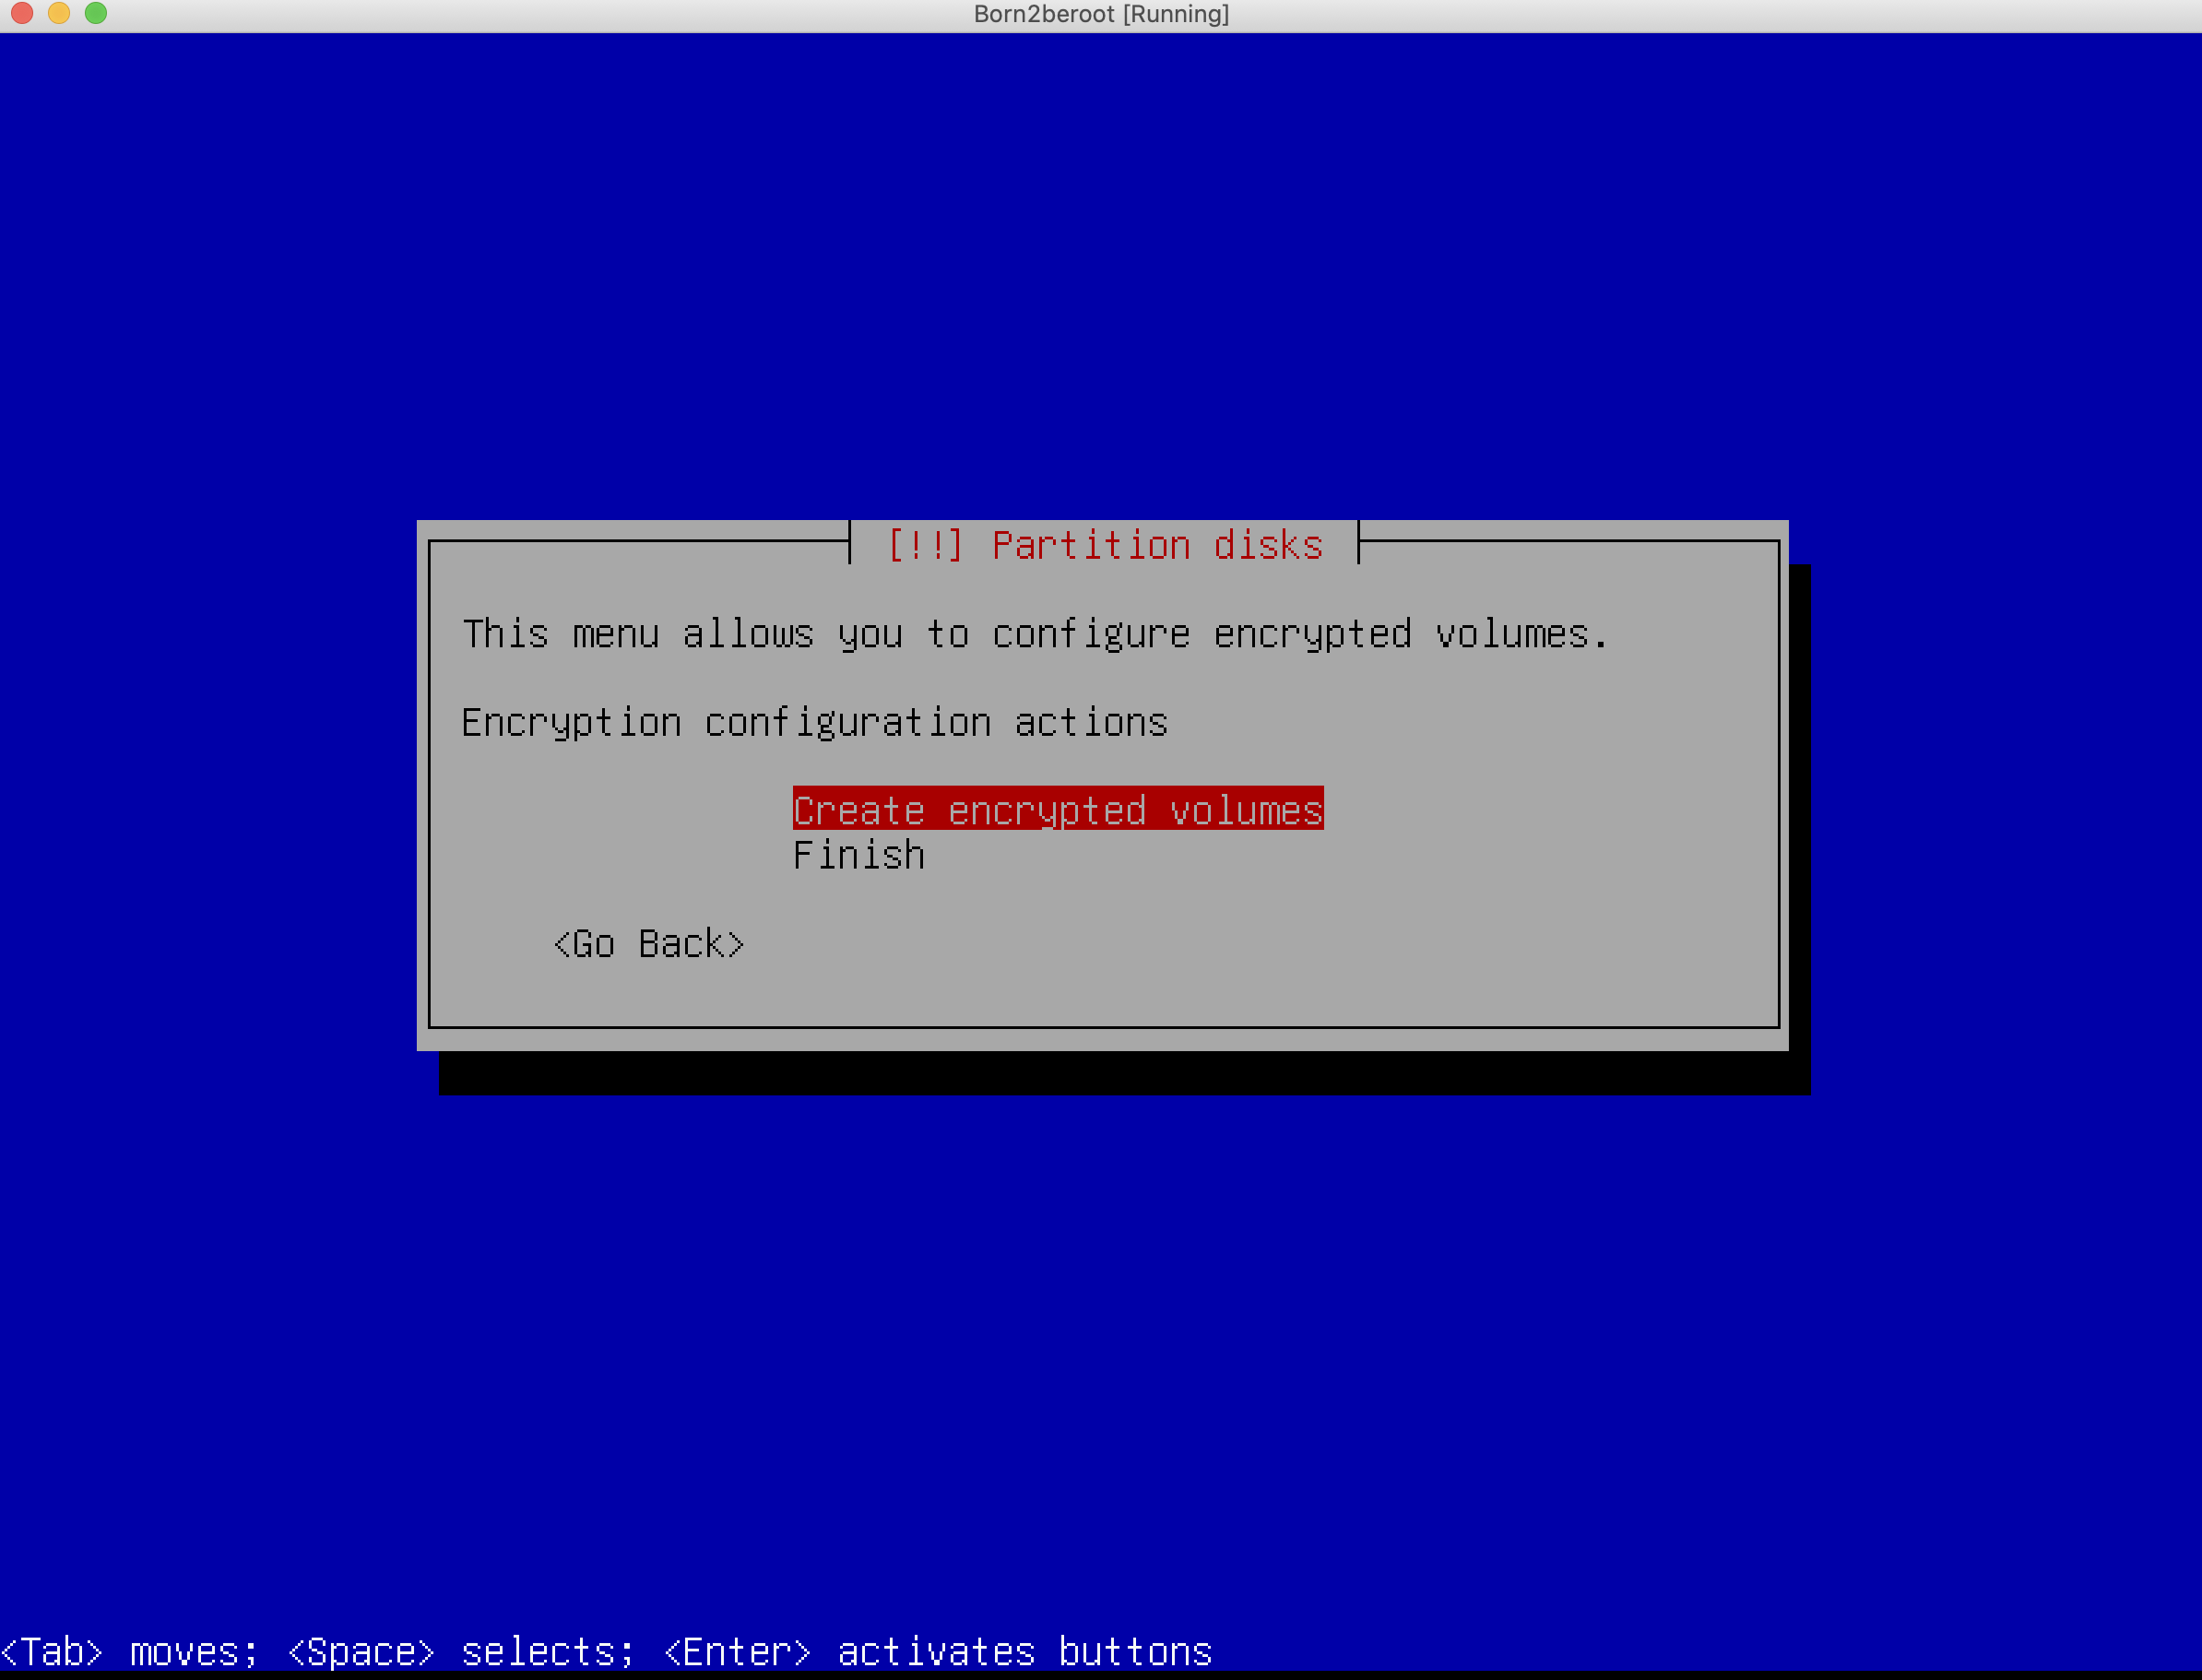 Born2beroot [Running]
[!!] Partition disks
This menu allows you to configure encrypted volumes.
Encryption configuration actions
Create encrypted volumes
Finish
<Go Back>
<Tab> moves; <Space> selects; <Enter> activates buttons